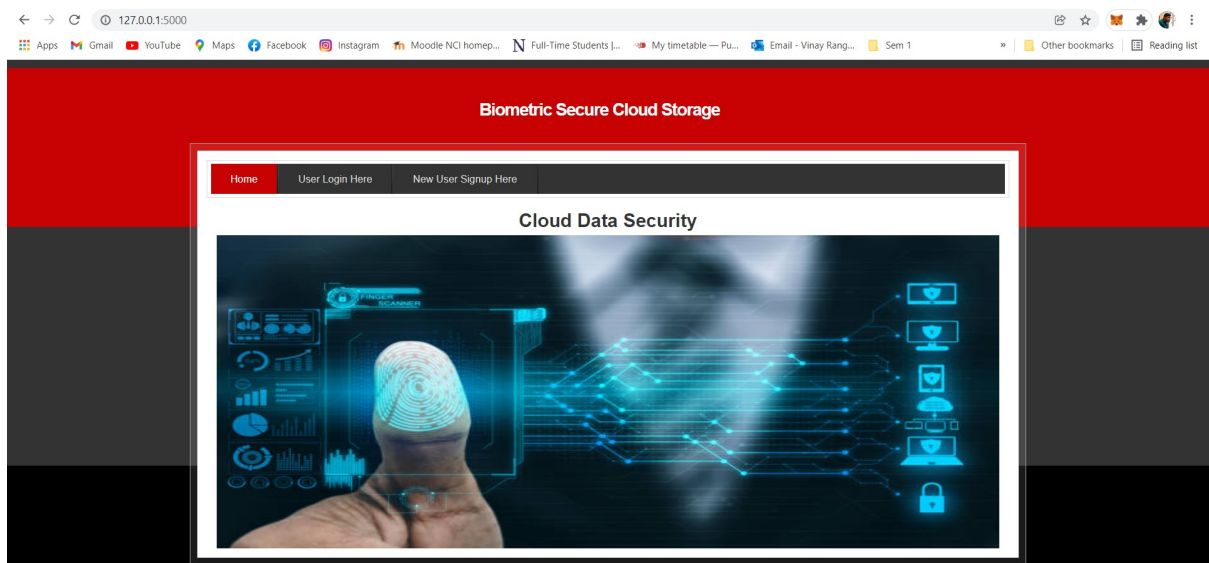 127.0.0.1:5000
Apps Gmail YouTube Maps Facebook Instagram Moodle NCI homep... Full-Time Students |... My timetable — Pu... Email - Vinay Rang... Sem 1 » Other bookmarks Reading list
Biometric Secure Cloud Storage
Home User Login Here New User Signup Here
Cloud Data Security
FINGER
SCANNER